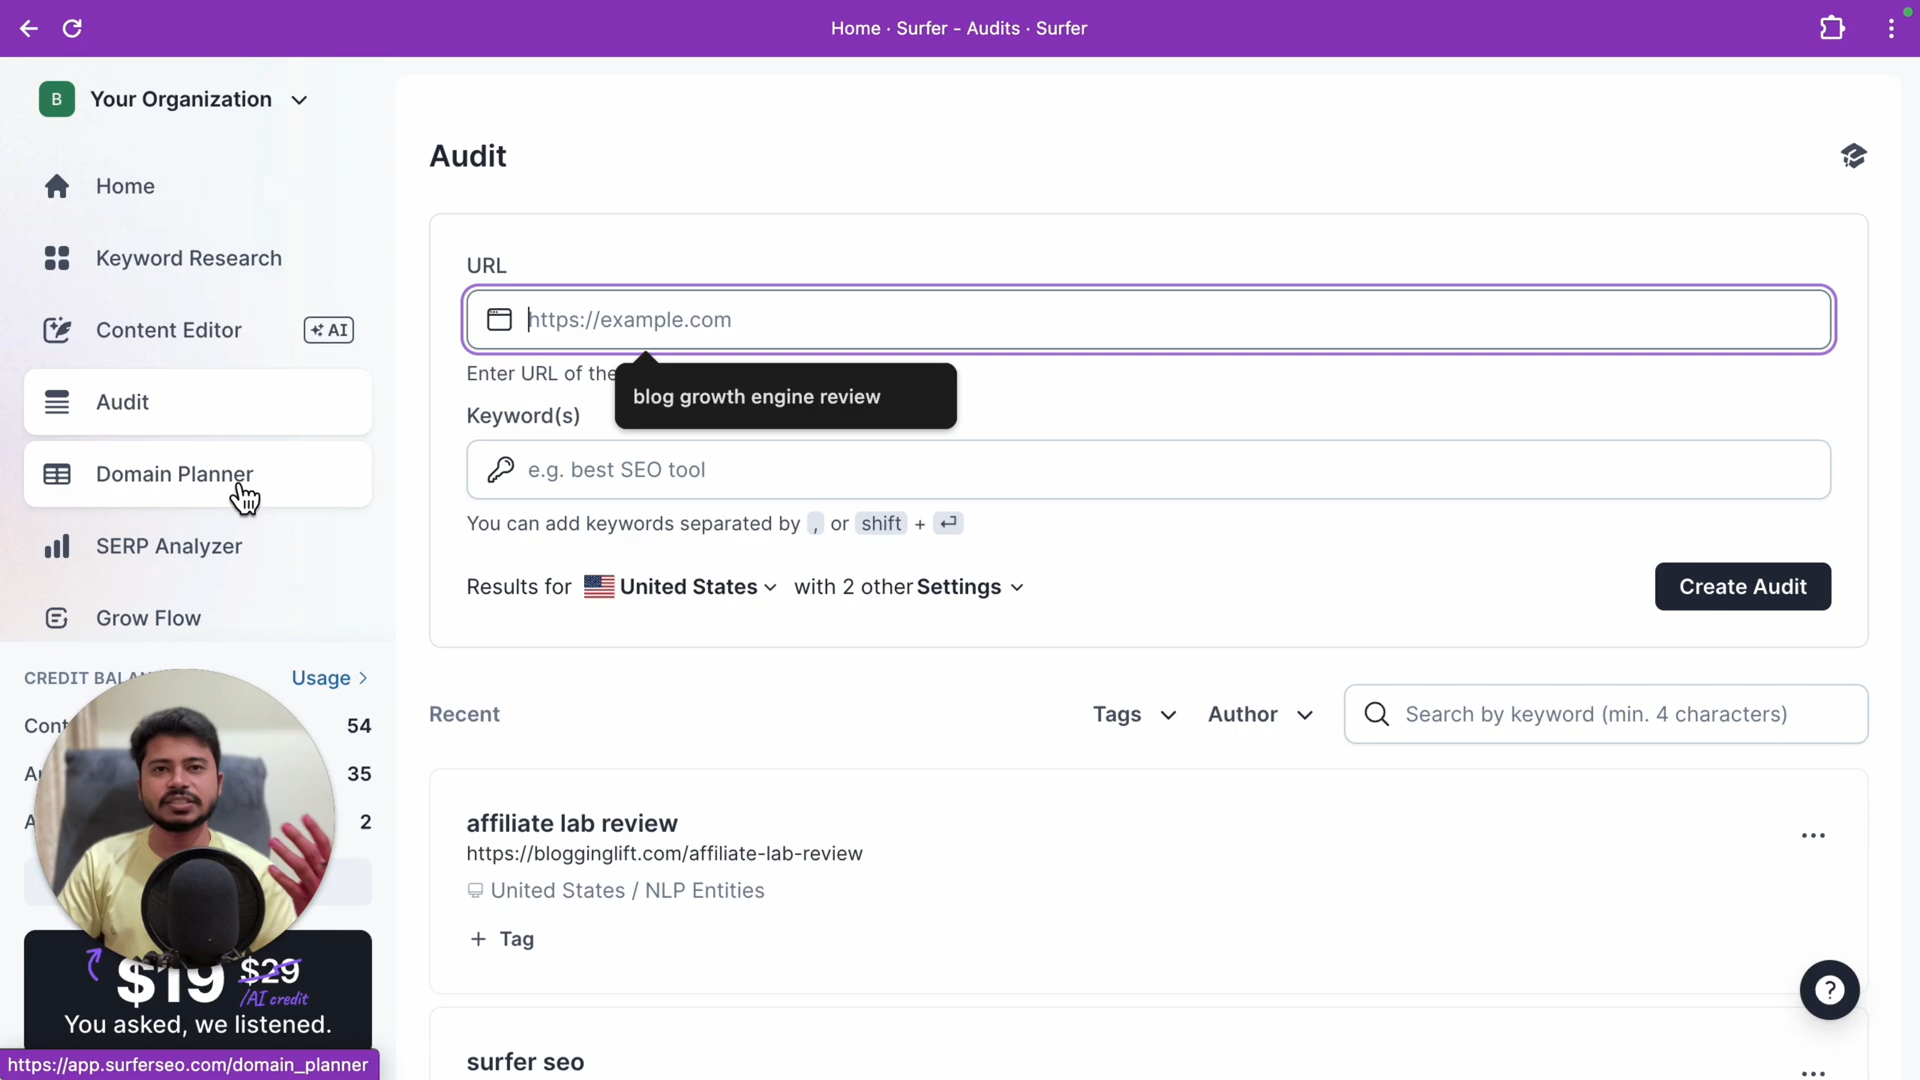 Home · Surfer - Audits · Surfer
B Your Organization
Home
Keyword Research
Content Editor AI
Audit
Domain Planner
SERP Analyzer
Grow Flow
Usage
54
35
2
$19 $29
/AI credit
You asked, we listened.
https://app.surferseo.com/domain_planner
Audit
URL
https://example.com
Enter URL of the
blog growth engine review
Keyword(s)
e.g. best SEO tool
You can add keywords separated by , or shift + ↵
Results for United States with 2 other Settings
Create Audit
Recent
Tags
Author
Search by keyword (min. 4 characters)
affiliate lab review
https://blogginglift.com/affiliate-lab-review
United States / NLP Entities
+ Tag
surfer seo
?